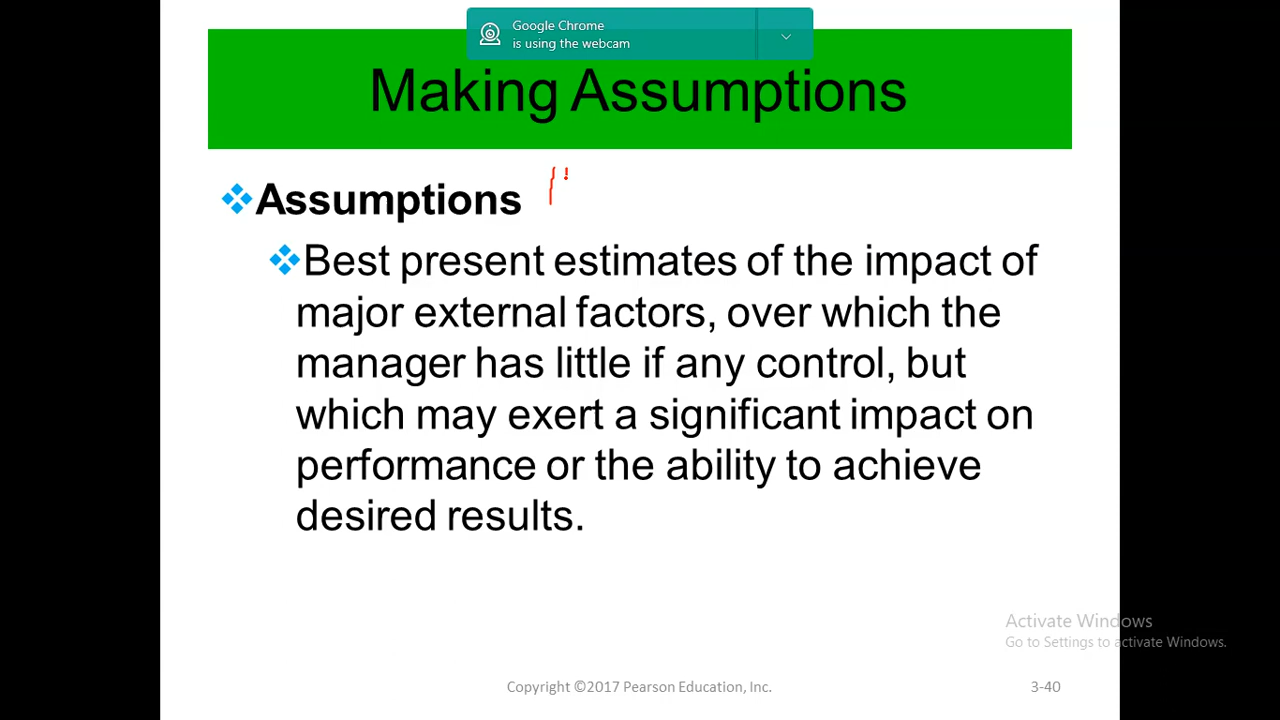 Google Chrome
is using the webcam
Making Assumptions
Assumptions
Best present estimates of the impact of
major external factors, over which the
manager has little if any control, but
which may exert a significant impact on
performance or the ability to achieve
desired results.
Activate Windows
Go to Settings to activate Windows.
Copyright ©2017 Pearson Education, Inc.
3-40